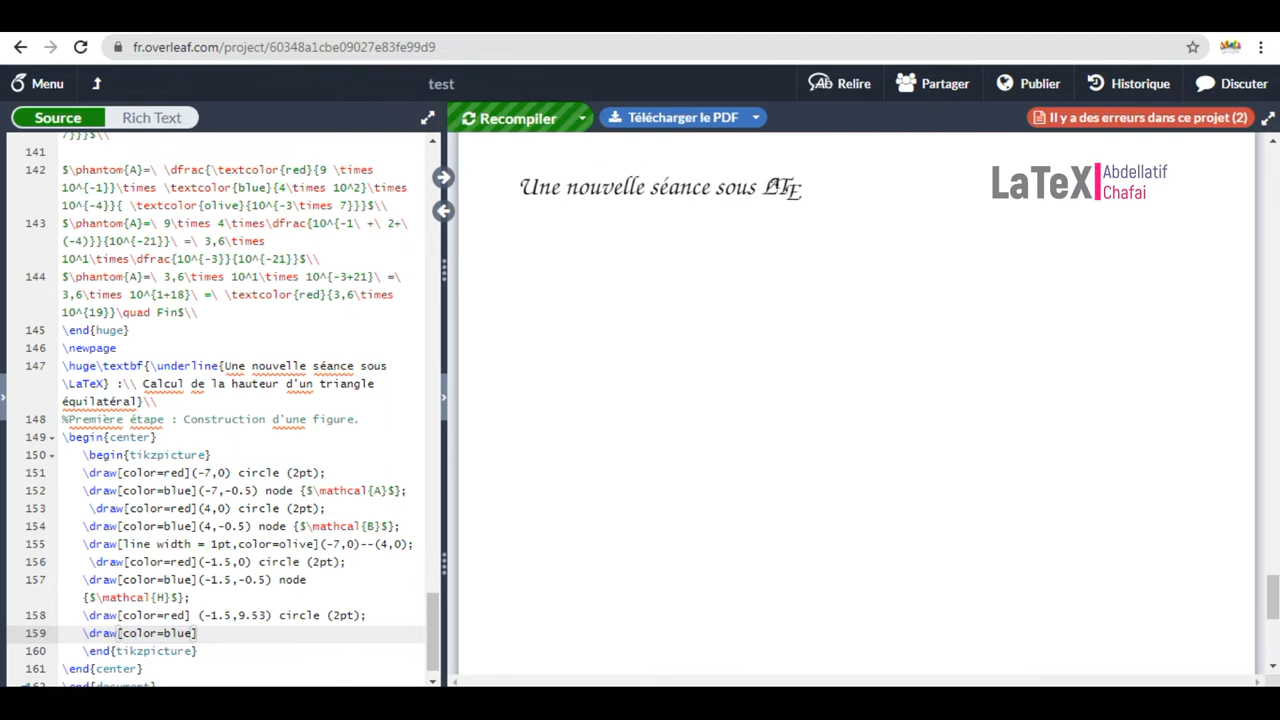 fr.overleaf.com/project/60348a1cbe09027e83fe99d9
Menu
test
Relire
Partager
Publier
Historique
Discuter
Source
Rich Text
Recompiler
Télécharger le PDF
Il y a des erreurs dans ce projet (2)
7}}}$\\
141
142 $\phantom{A}=\ \dfrac{\textcolor{red}{9 \times
10^{-1}}\times \textcolor{blue}{4\times 10^2}\times
10^{-4}}{ \textcolor{olive}{10^{-3\times 7}}}$\\
143 $\phantom{A}=\ 9\times 4\times\dfrac{10^{-1\ +\ 2+
(-4)}}{10^{-21}}\ =\ 3,6\times
10^1\times\dfrac{10^{-3}}{10^{-21}}$\\
144 $\phantom{A}=\ 3,6\times 10^1\times 10^{-3+21}\ =\
3,6\times 10^{1+18}\ =\ \textcolor{red}{3,6\times
10^{19}}\quad Fin$\\
145 \end{huge}
146 \newpage
147 \huge\textbf{\underline{Une nouvelle séance sous
\LaTeX} :\\ Calcul de la hauteur d'un triangle
équilatéral}\\
148 %Première étape : Construction d'une figure.
149 \begin{center}
150 \begin{tikzpicture}
151 \draw[color=red](-7,0) circle (2pt);
152 \draw[color=blue](-7,-0.5) node {$\mathcal{A}$};
153 \draw[color=red](4,0) circle (2pt);
154 \draw[color=blue](4,-0.5) node {$\mathcal{B}$};
155 \draw[line width = 1pt,color=olive](-7,0)--(4,0);
156 \draw[color=red](-1.5,0) circle (2pt);
157 \draw[color=blue](-1.5,-0.5) node
{$\mathcal{H}$};
158 \draw[color=red] (-1.5,9.53) circle (2pt);
159 \draw[color=blue]
160 \end{tikzpicture}
161 \end{center}
162 \end{document}
Une nouvelle séance sous LATE
LaTeX Abdellatif
Chafai